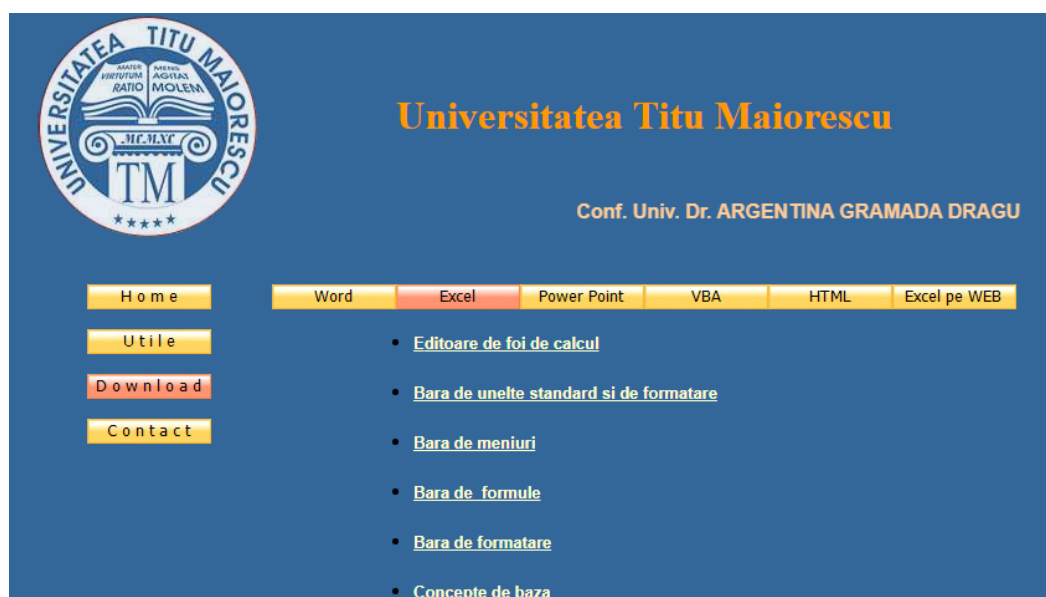 UNIVERSITATEA TITU MAIORESCU
MATER VIRTUTUM RATIO
MENS AGITAT MOLEM
MCMXC
TM
Universitatea Titu Maiorescu
Conf. Univ. Dr. ARGENTINA GRAMADA DRAGU
Home
Utile
Download
Contact
Word Excel Power Point VBA HTML Excel pe WEB
Editoare de foi de calcul
Bara de unelte standard si de formatare
Bara de meniuri
Bara de formule
Bara de formatare
Concepte de baza